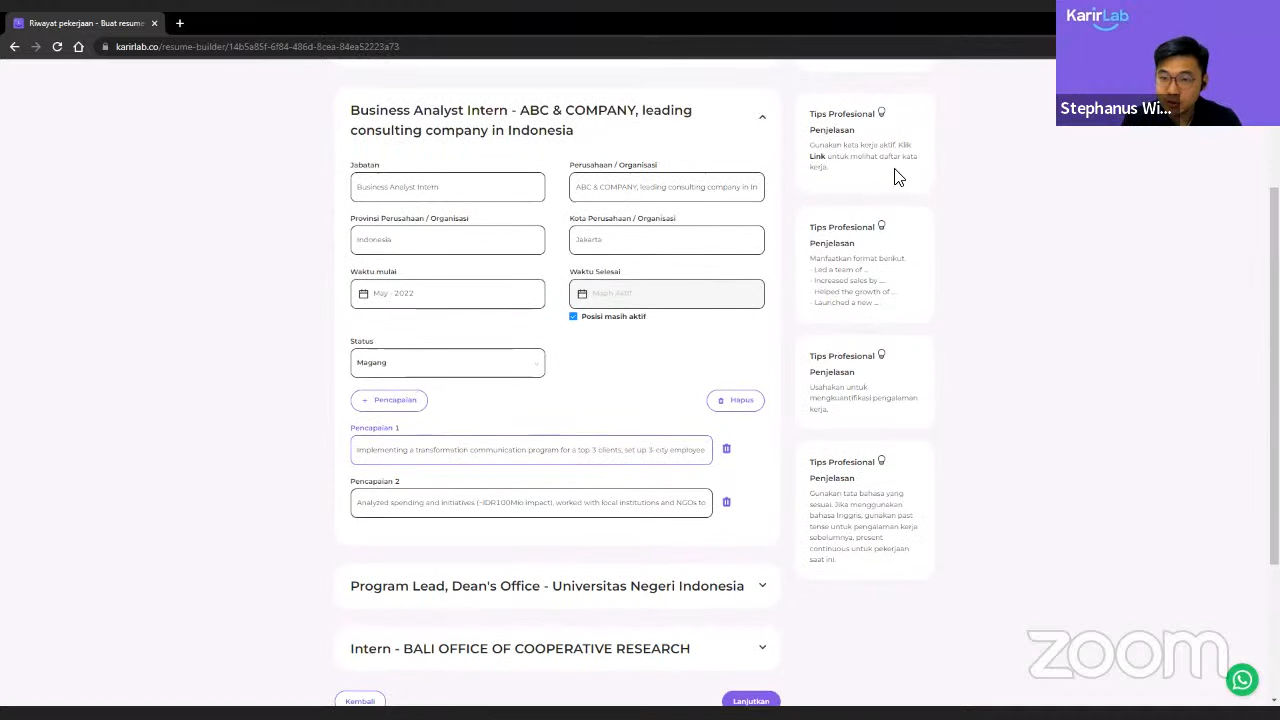 Riwayat pekerjaan - Buat resume
karirlab.co/resume-builder/14b5a85f-6f84-486d-8cea-84ea52223a73
KarirLab
Stephanus Wi...
Business Analyst Intern - ABC & COMPANY, leading
consulting company in Indonesia
Jabatan
Perusahaan / Organisasi
Business Analyst Intern
ABC & COMPANY, leading consulting company in In
Provinsi Perusahaan / Organisasi
Kota Perusahaan / Organisasi
Indonesia
Jakarta
Waktu mulai
Waktu Selesai
May - 2022
Masih Aktif
Posisi masih aktif
Status
Magang
+ Pencapaian
Hapus
Pencapaian 1
Implementing a transformation communication program for a top 3 clients, set up 3-city employee
Pencapaian 2
Analyzed spending and initiatives (~IDR100Mio impact), worked with local institutions and NGOs to
Program Lead, Dean's Office - Universitas Negeri Indonesia
Intern - BALI OFFICE OF COOPERATIVE RESEARCH
Kembali
Lanjutkan
Tips Profesional
Penjelasan
Gunakan kata kerja aktif. Klik
Link untuk melihat daftar kata
kerja.
Tips Profesional
Penjelasan
Manfaatkan format berikut.
- Led a team of ...
- Increased sales by ....
- Helped the growth of ....
- Launched a new ....
Tips Profesional
Penjelasan
Usahakan untuk
mengkuantifikasi pengalaman
kerja.
Tips Profesional
Penjelasan
Gunakan tata bahasa yang
sesuai. Jika menggunakan
bahasa Inggris, gunakan past
tense untuk pengalaman kerja
sebelumnya, present
continuous untuk pekerjaan
saat ini.
zoom